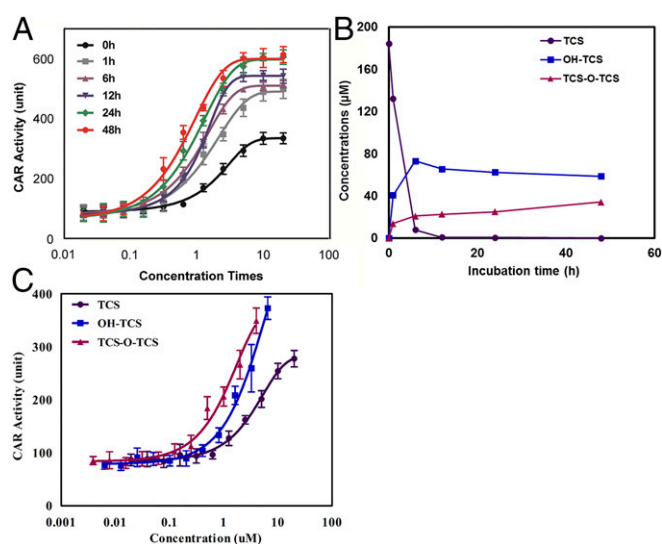 A
0h
1h
6h
12h
24h
48h
CAR Activity (unit)
600
400
200
0
0.01 0.1 1 10 100
Concentration Times
B
TCS
OH-TCS
TCS-O-TCS
Concentrations (µM)
200
160
120
80
40
0
0 20 40 60
Incubation time (h)
C
TCS
OH-TCS
TCS-O-TCS
CAR Activity (unit)
400
300
200
100
0
0.001 0.01 0.1 1 10 100
Concentration (uM)